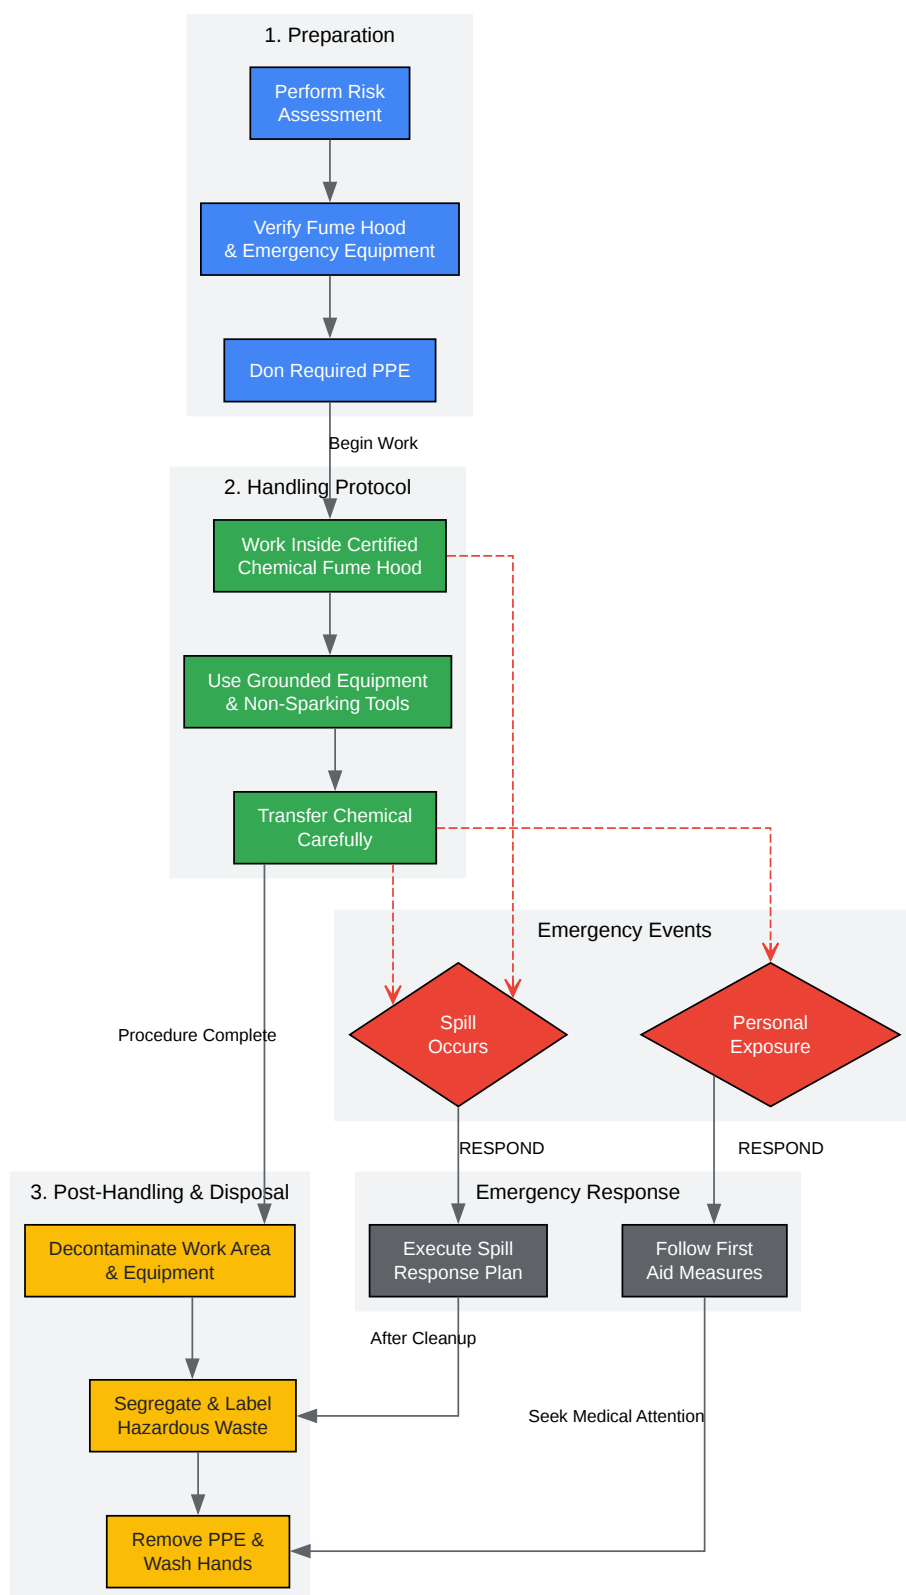 1. Preparation
Perform Risk
Assessment
Verify Fume Hood
& Emergency Equipment
Don Required PPE
Begin Work
2. Handling Protocol
Work Inside Certified
Chemical Fume Hood
Use Grounded Equipment
& Non-Sparking Tools
Transfer Chemical
Carefully
Emergency Events
Spill
Occurs
Personal
Exposure
Procedure Complete
RESPOND
RESPOND
3. Post-Handling & Disposal
Emergency Response
Decontaminate Work Area
& Equipment
Execute Spill
Response Plan
Follow First
Aid Measures
After Cleanup
Segregate & Label
Hazardous Waste
Seek Medical Attention
Remove PPE &
Wash Hands